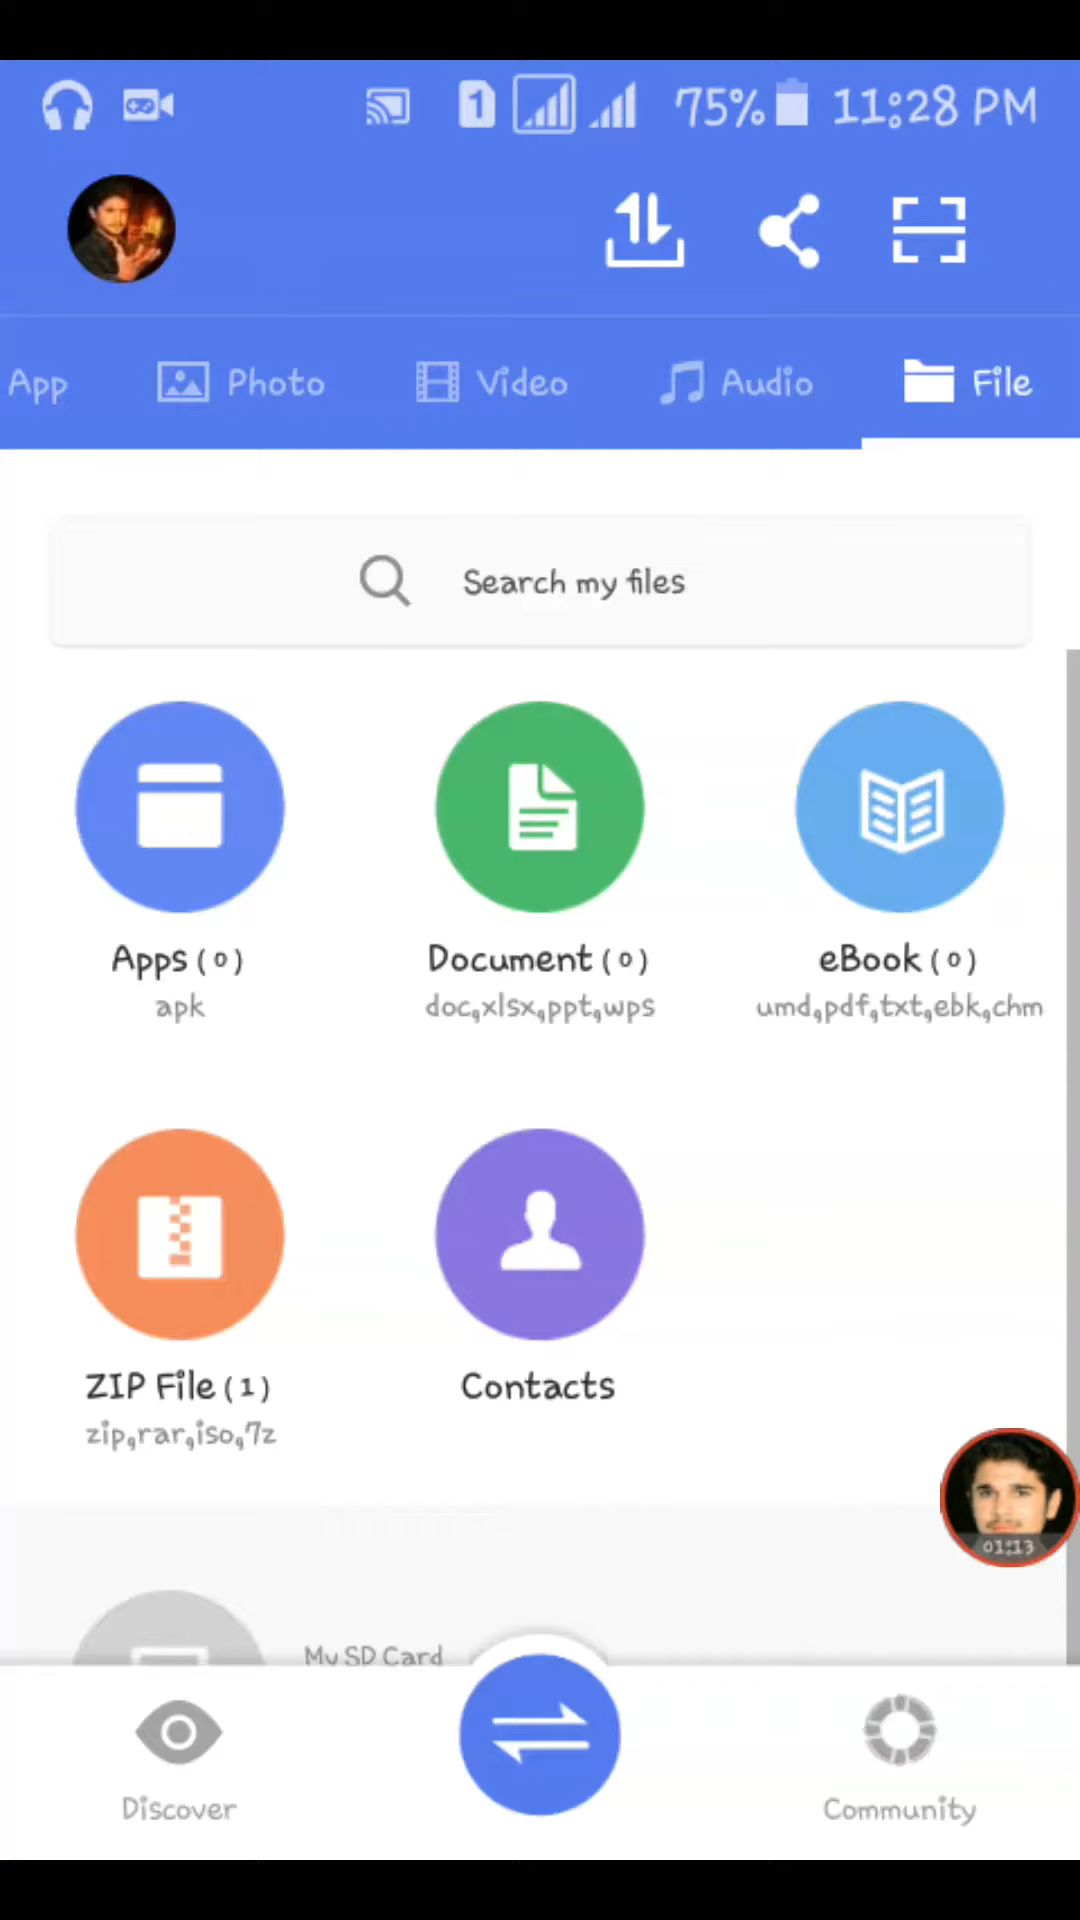 1 75% 11:28 PM
App Photo Video Audio File
Search my files
Apps (0) Document (0) eBook (0)
apk doc,xlsx,ppt,wps umd,pdf,txt,ebk,chm
ZIP File (1) Contacts
zip,rar,iso,7z
01:13
My SD Card
Discover Community